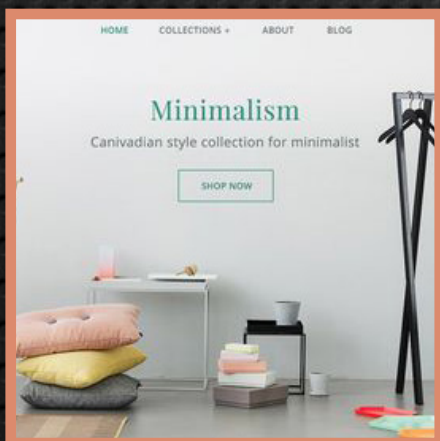 HOME COLLECTIONS + ABOUT BLOG
Minimalism
Canivadian style collection for minimalist
SHOP NOW